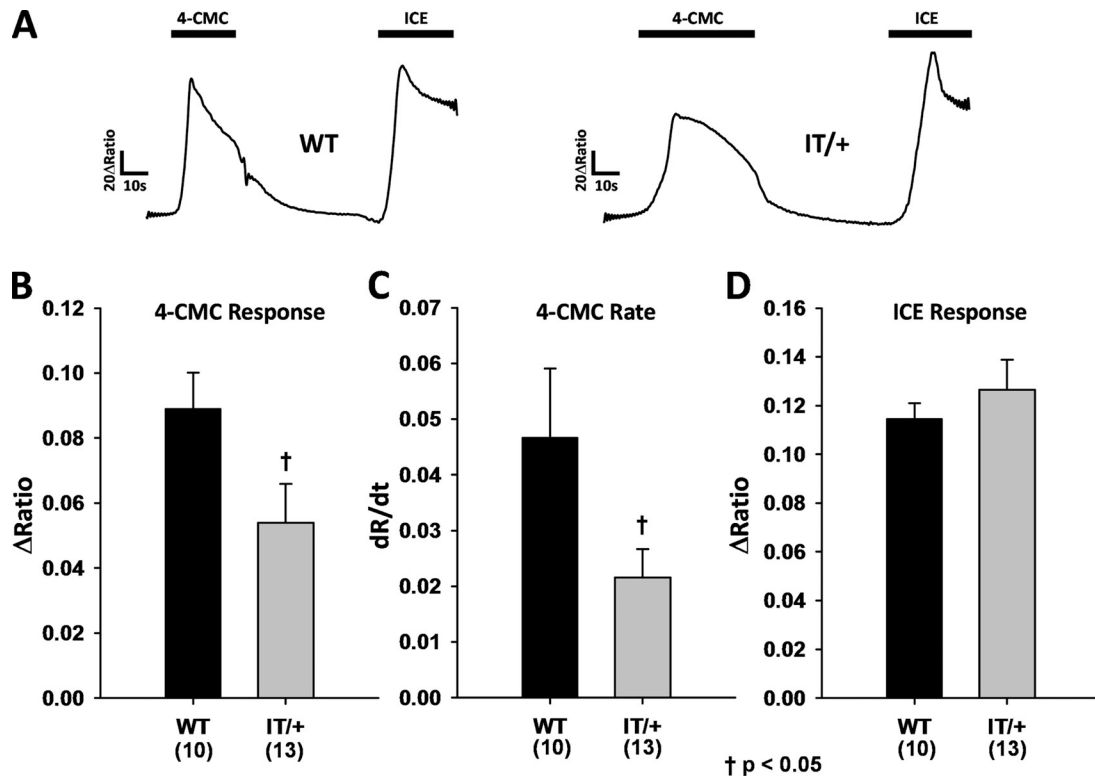 A
4-CMC
ICE
4-CMC
ICE
WT
IT/+
20ΔRatio
10s
20ΔRatio
10s
B
4-CMC Response
ΔRatio
0.12
0.10
0.08
0.06
0.04
0.02
0.00
†
WT
(10)
IT/+
(13)
C
4-CMC Rate
dR/dt
0.07
0.06
0.05
0.04
0.03
0.02
0.01
0.00
†
WT
(10)
IT/+
(13)
D
ICE Response
ΔRatio
0.16
0.14
0.12
0.10
0.08
0.06
0.04
0.02
0.00
WT
(10)
IT/+
(13)
† p < 0.05